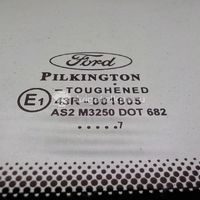 Ford
PILKINGTON
– TOUGHENED
E1 43R – 001605
AS2 M3250 DOT 682
..... 7